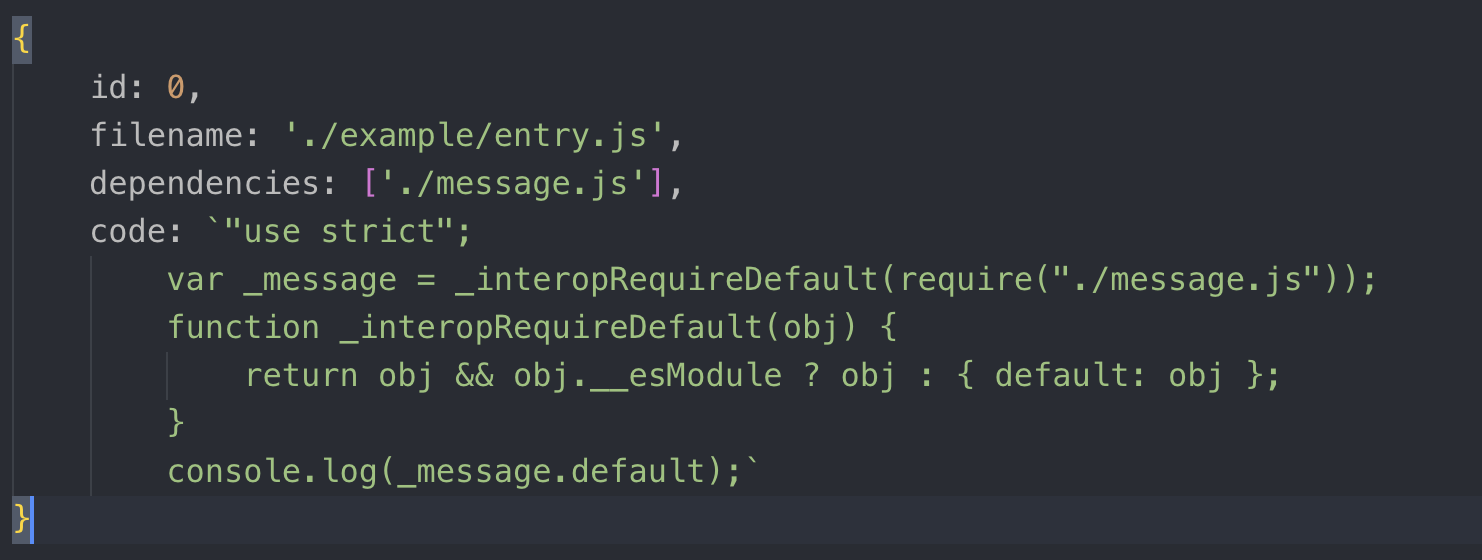 {
    id: 0,
    filename: './example/entry.js',
    dependencies: ['./message.js'],
    code: `"use strict";
        var _message = _interopRequireDefault(require("./message.js"));
        function _interopRequireDefault(obj) {
            return obj && obj.__esModule ? obj : { default: obj };
        }
        console.log(_message.default);`
}